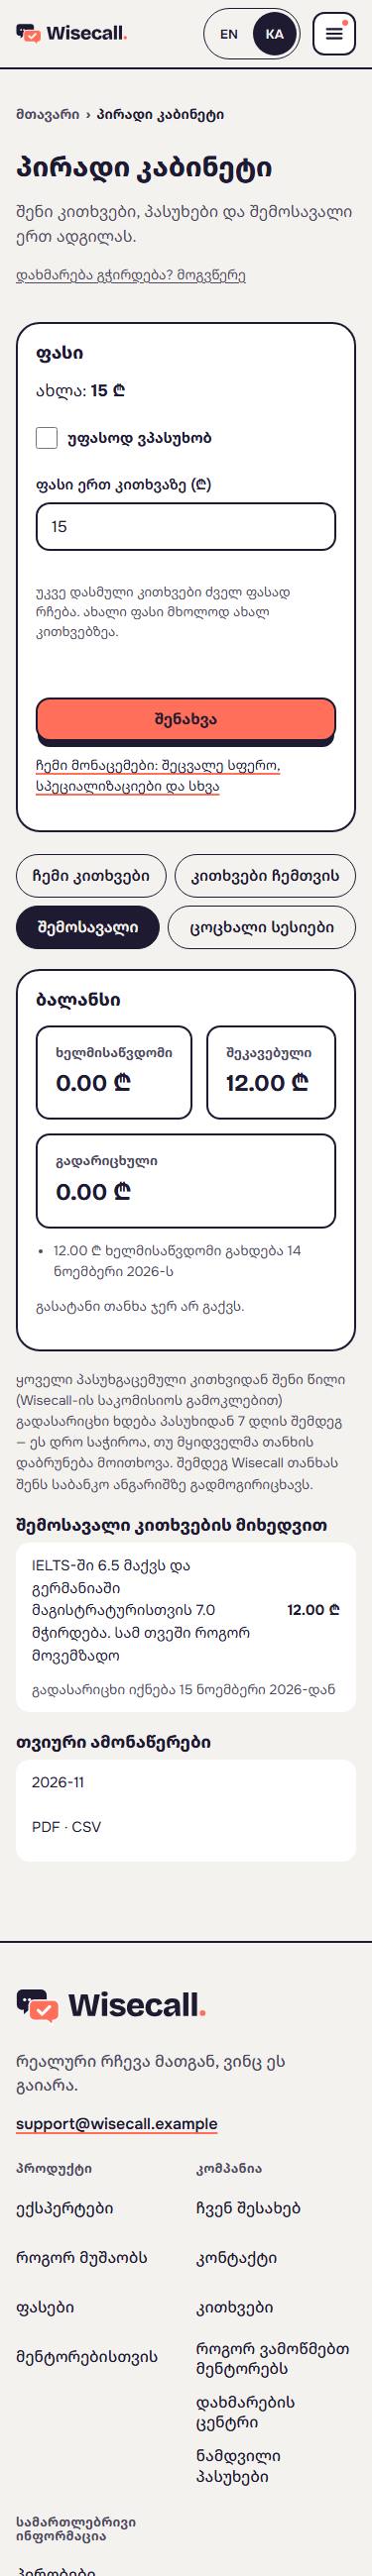 Wisecall.
EN
KA
მთავარი › პირადი კაბინეტი
პირადი კაბინეტი
შენი კითხვები, პასუხები და შემოსავალი
ერთ ადგილას.
დახმარება გჭირდება? მოგვწერე
ფასი
ახლა: 15 ₾
უფასოდ ვპასუხობ
ფასი ერთ კითხვაზე (₾)
15
უკვე დასმული კითხვები ძველ ფასად
რჩება. ახალი ფასი მხოლოდ ახალ
კითხვებზეა.
შენახვა
ჩემი მონაცემები: შეცვალე სფერო,
სპეციალიზაციები და სხვა
ჩემი კითხვები
კითხვები ჩემთვის
შემოსავალი
ცოცხალი სესიები
ბალანსი
ხელმისაწვდომი
0.00 ₾
შეკავებული
12.00 ₾
გადარიცხული
0.00 ₾
• 12.00 ₾ ხელმისაწვდომი გახდება 14
ნოემბერი 2026-ს
გასატანი თანხა ჯერ არ გაქვს.
ყოველი პასუხგაცემული კითხვიდან შენი წილი
(Wisecall-ის საკომისიოს გამოკლებით)
გადასარიცხი ხდება პასუხიდან 7 დღის შემდეგ
– ეს დრო საჭიროა, თუ მყიდველმა თანხის
დაბრუნება მოითხოვა. შემდეგ Wisecall თანხას
შენს საბანკო ანგარიშზე გადმოგირიცხავს.
შემოსავალი კითხვების მიხედვით
IELTS-ში 6.5 მაქვს და
გერმანიაში
მაგისტრატურისთვის 7.0
მჭირდება. სამ თვეში როგორ
მოვემზადო
12.00 ₾
გადასარიცხი იქნება 15 ნოემბერი 2026-დან
თვიური ამონაწერები
2026-11
PDF · CSV
Wisecall.
რეალური რჩევა მათგან, ვინც ეს
გაიარა.
support@wisecall.example
პროდუქტი
ექსპერტები
როგორ მუშაობს
ფასები
მენტორებისთვის
კომპანია
ჩვენ შესახებ
კონტაქტი
კითხვები
როგორ ვამოწმებთ
მენტორებს
დახმარების
ცენტრი
ნამდვილი
პასუხები
სამართლებრივი
ინფორმაცია
პირობები